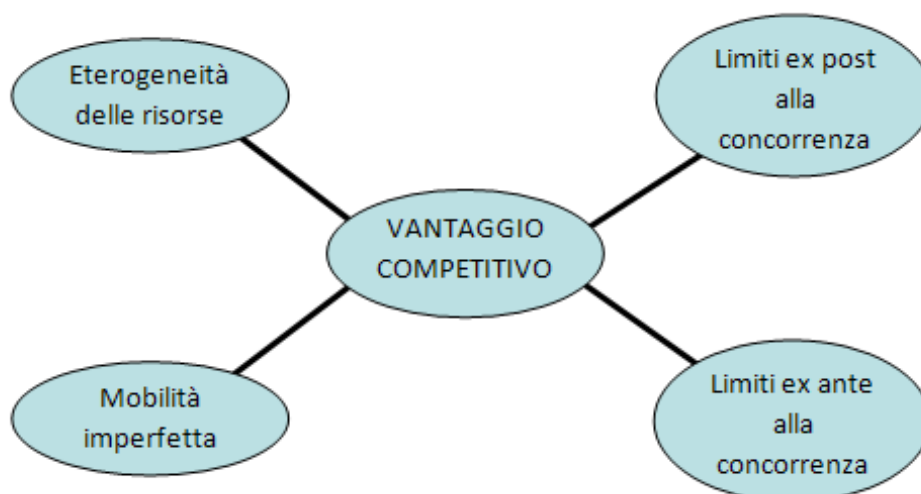 Eterogeneità
delle risorse
Limiti ex post
alla
concorrenza
VANTAGGIO
COMPETITIVO
Mobilità
imperfetta
Limiti ex ante
alla
concorrenza